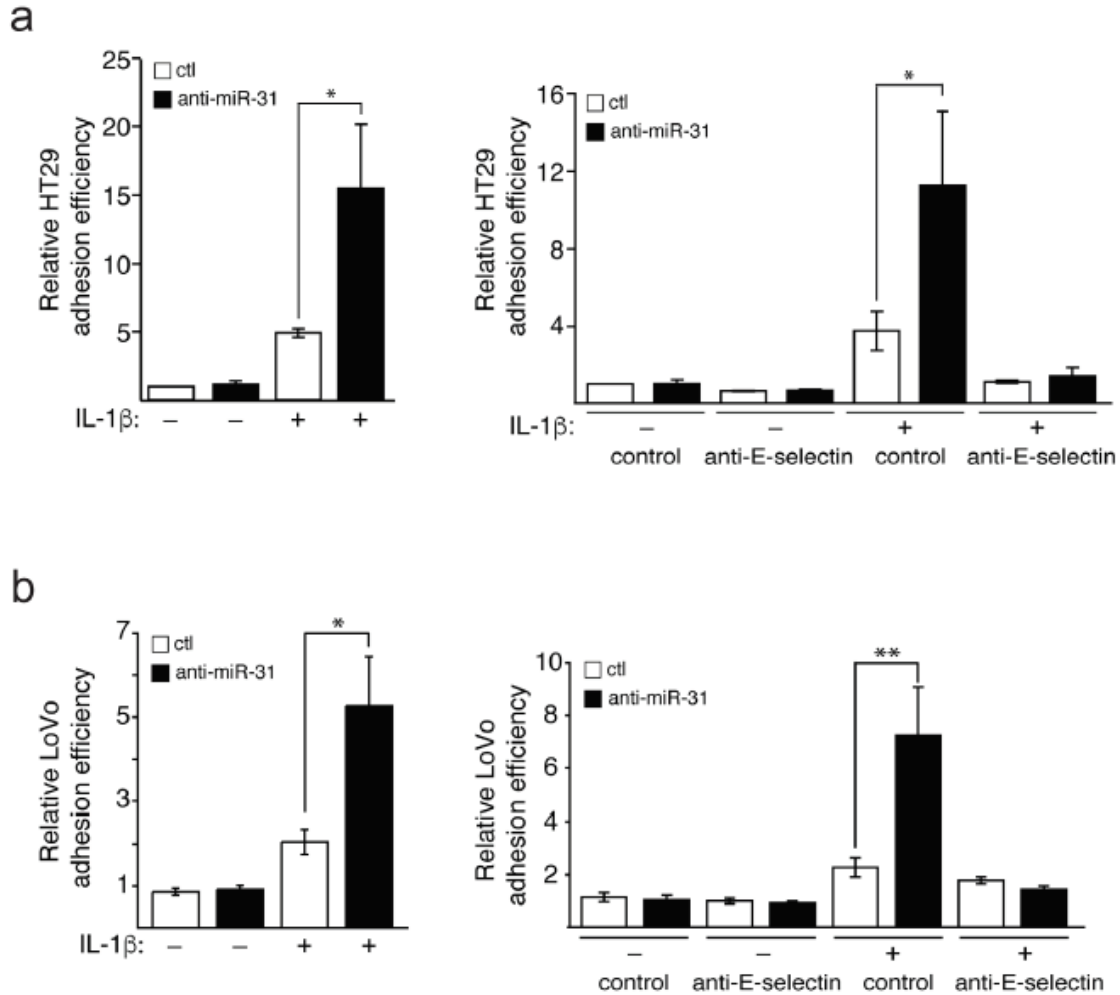 a
25
20
15
10
5
Relative HT29
adhesion efficiency
ctl
anti-miR-31
*
IL-1β: – – + +
16
12
8
4
Relative HT29
adhesion efficiency
ctl
anti-miR-31
*
IL-1β: – – + +
control anti-E-selectin control anti-E-selectin
b
7
5
3
1
Relative LoVo
adhesion efficiency
ctl
anti-miR-31
*
IL-1β: – – + +
10
8
6
4
2
Relative LoVo
adhesion efficiency
ctl
anti-miR-31
**
– – + +
control anti-E-selectin control anti-E-selectin